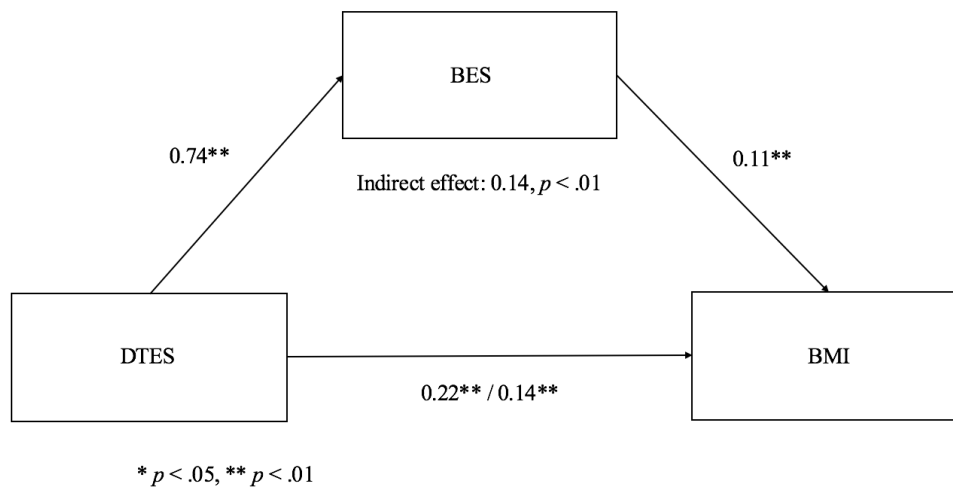 BES
0.74**
0.11**
Indirect effect: 0.14, p < .01
DTES
BMI
0.22** / 0.14**
* p < .05, ** p < .01